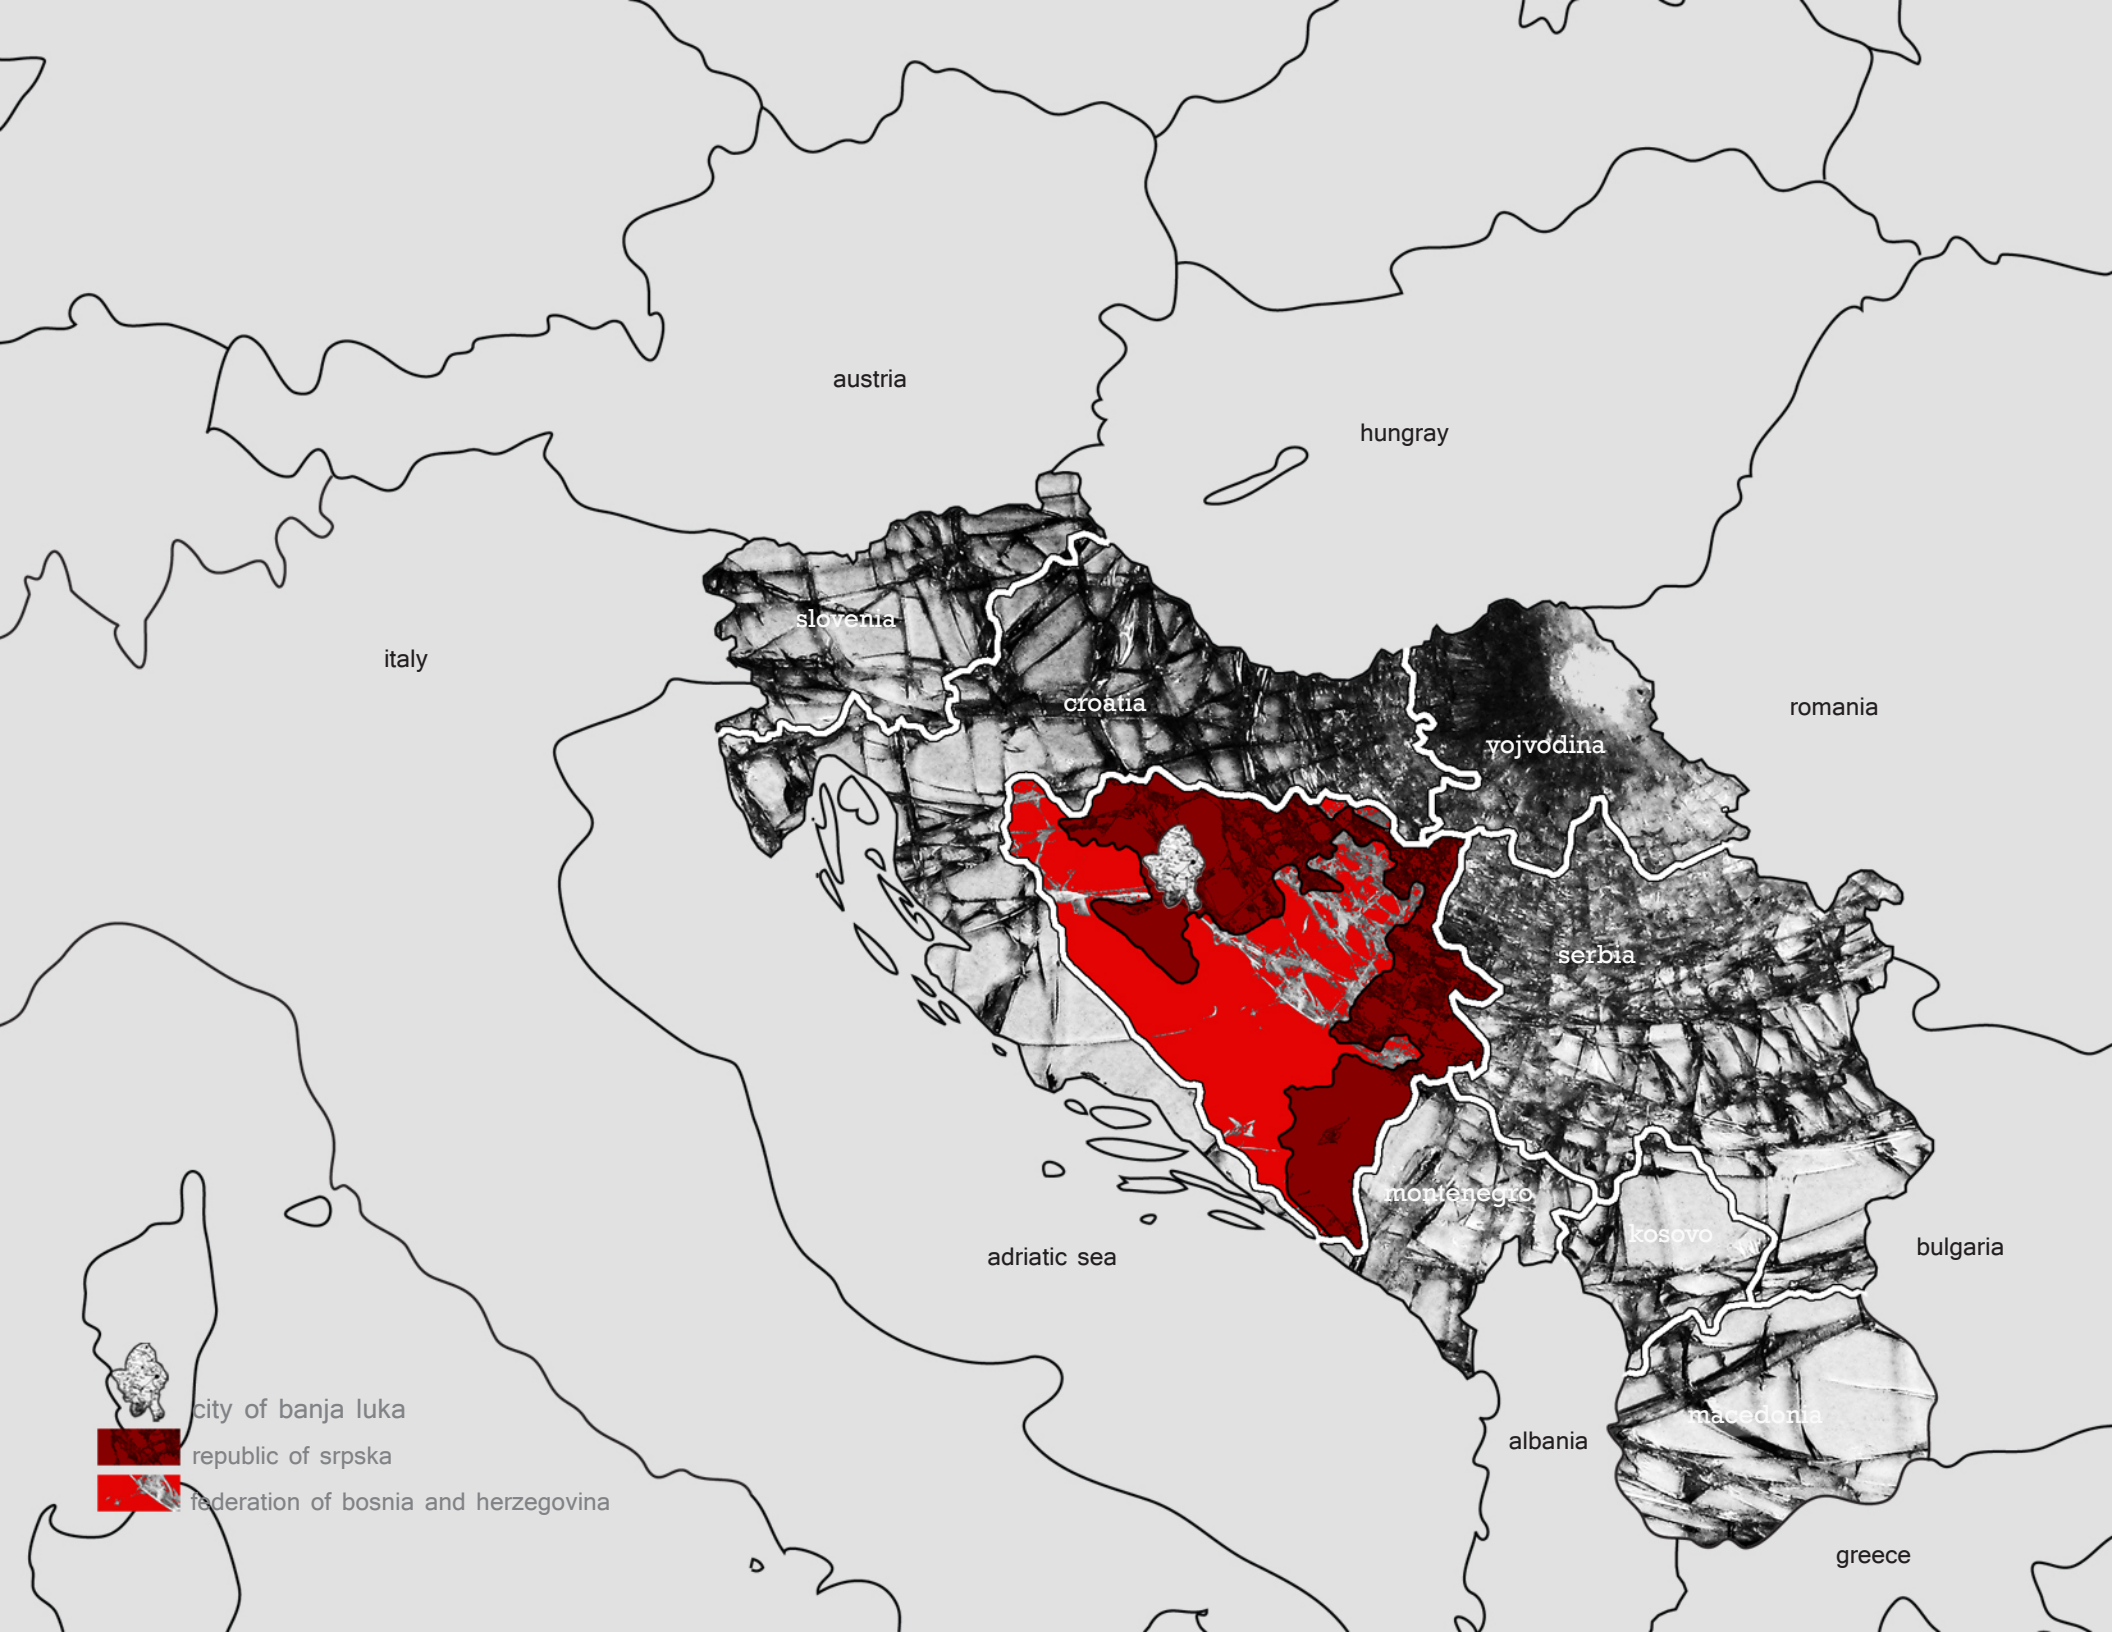 austria
hungray
slovenia
italy
croatia
romania
vojvodina
serbia
montenegro
kosovo
bulgaria
adriatic sea
city of banja luka
macedonia
albania
republic of srpska
federation of bosnia and herzegovina
greece